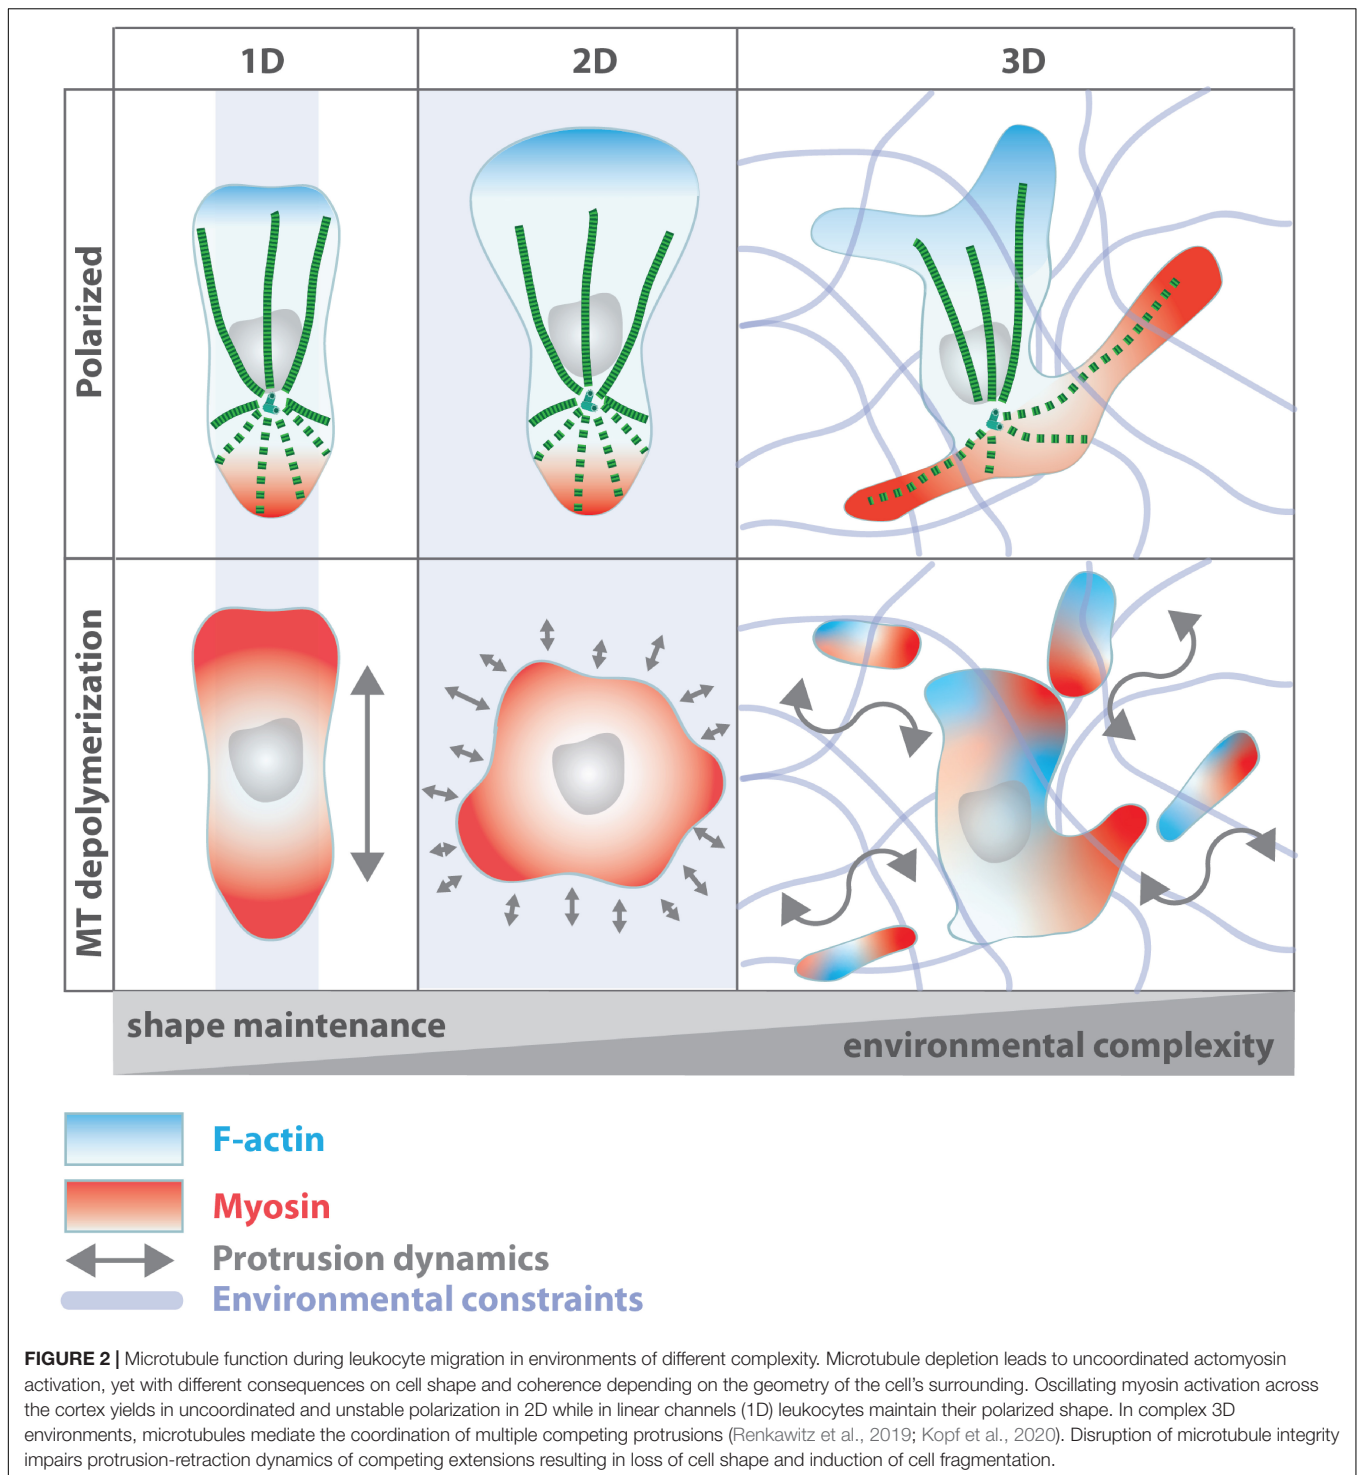 1D
2D
3D
Polarized
MT depolymerization
shape maintenance
environmental complexity
F-actin
Myosin
Protrusion dynamics
Environmental constraints
FIGURE 2 | Microtubule function during leukocyte migration in environments of different complexity. Microtubule depletion leads to uncoordinated actomyosin
activation, yet with different consequences on cell shape and coherence depending on the geometry of the cell's surrounding. Oscillating myosin activation across
the cortex yields in uncoordinated and unstable polarization in 2D while in linear channels (1D) leukocytes maintain their polarized shape. In complex 3D
environments, microtubules mediate the coordination of multiple competing protrusions (Renkawitz et al., 2019; Kopf et al., 2020). Disruption of microtubule integrity
impairs protrusion-retraction dynamics of competing extensions resulting in loss of cell shape and induction of cell fragmentation.